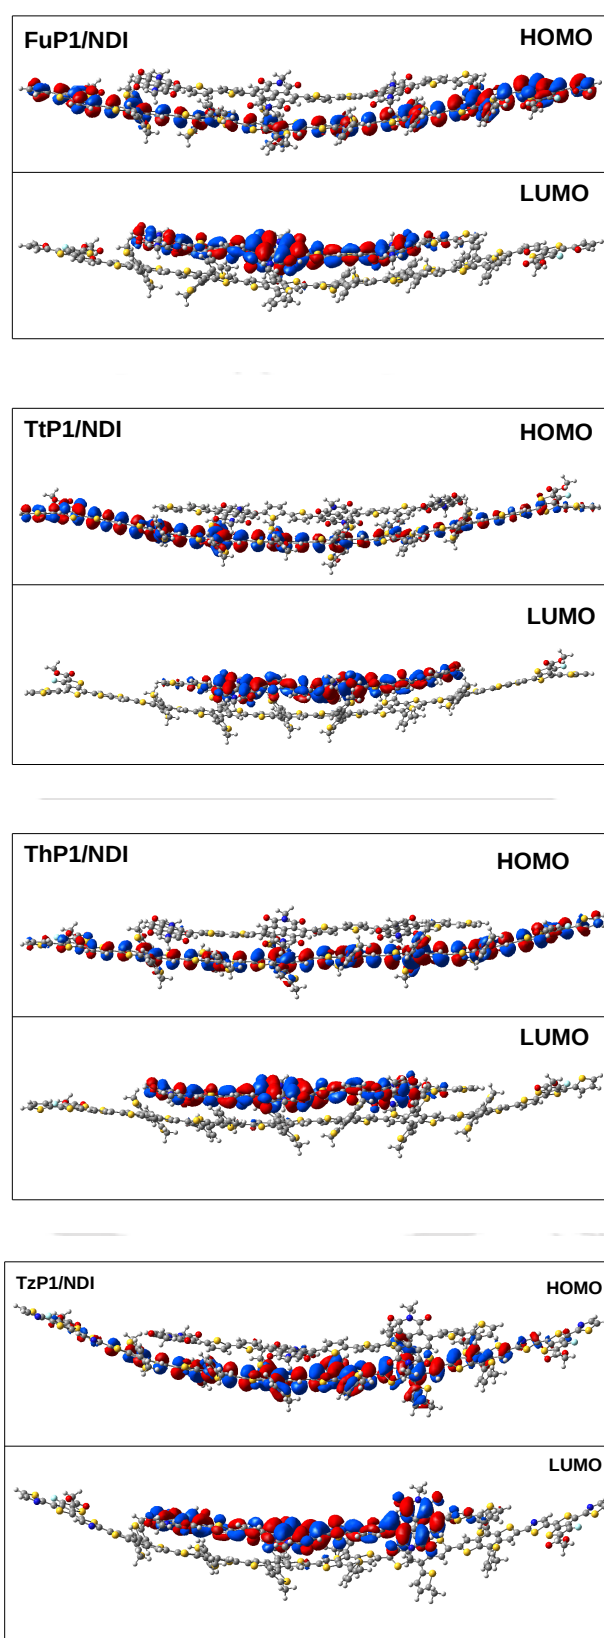 FuP1/NDI HOMO
LUMO
TtP1/NDI HOMO
LUMO
ThP1/NDI HOMO
LUMO
TzP1/NDI HOMO
LUMO